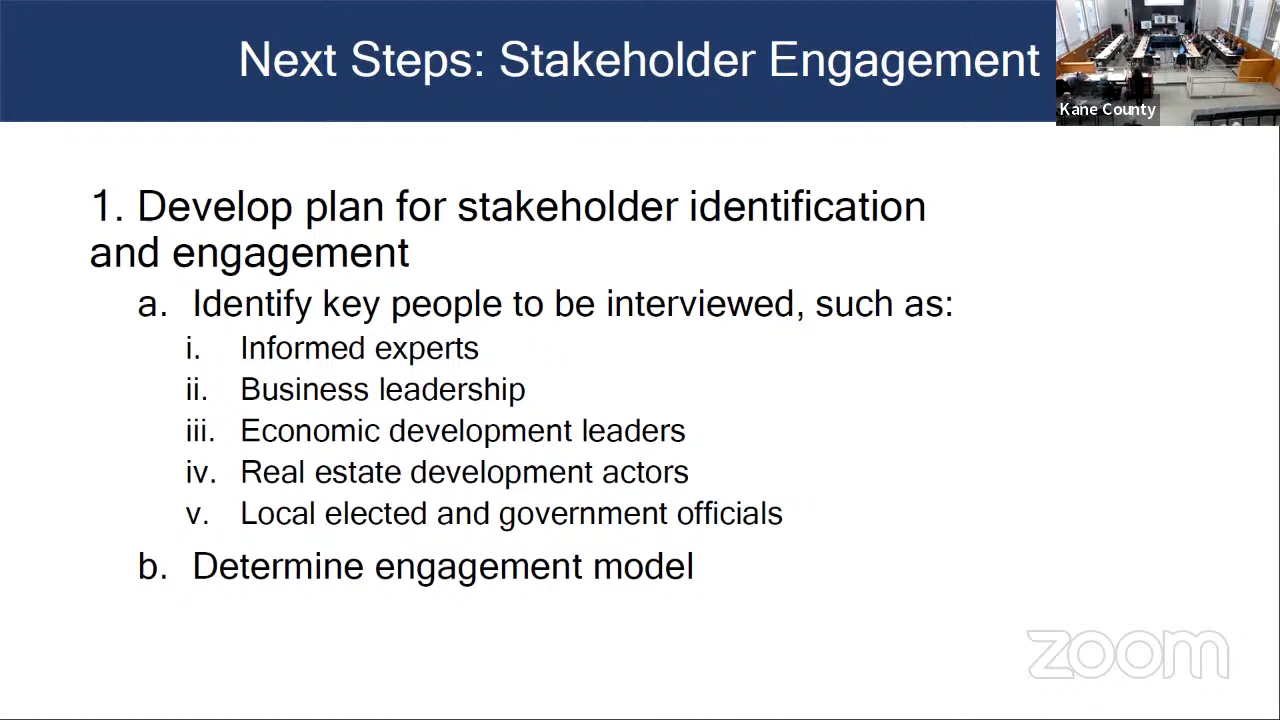 Next Steps: Stakeholder Engagement
Kane County
1. Develop plan for stakeholder identification
and engagement
a. Identify key people to be interviewed, such as:
i. Informed experts
ii. Business leadership
iii. Economic development leaders
iv. Real estate development actors
v. Local elected and government officials
b. Determine engagement model
zoom